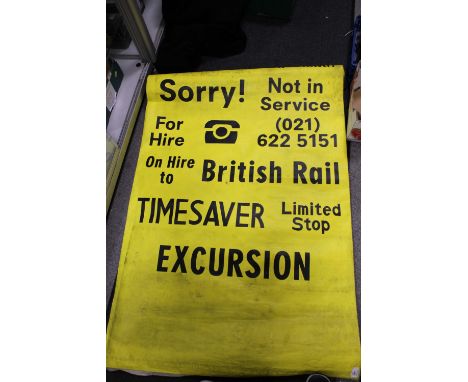 Sorry! Not in Service
For Hire (021) 622 5151
On Hire to British Rail
TIMESAVER Limited Stop
EXCURSION